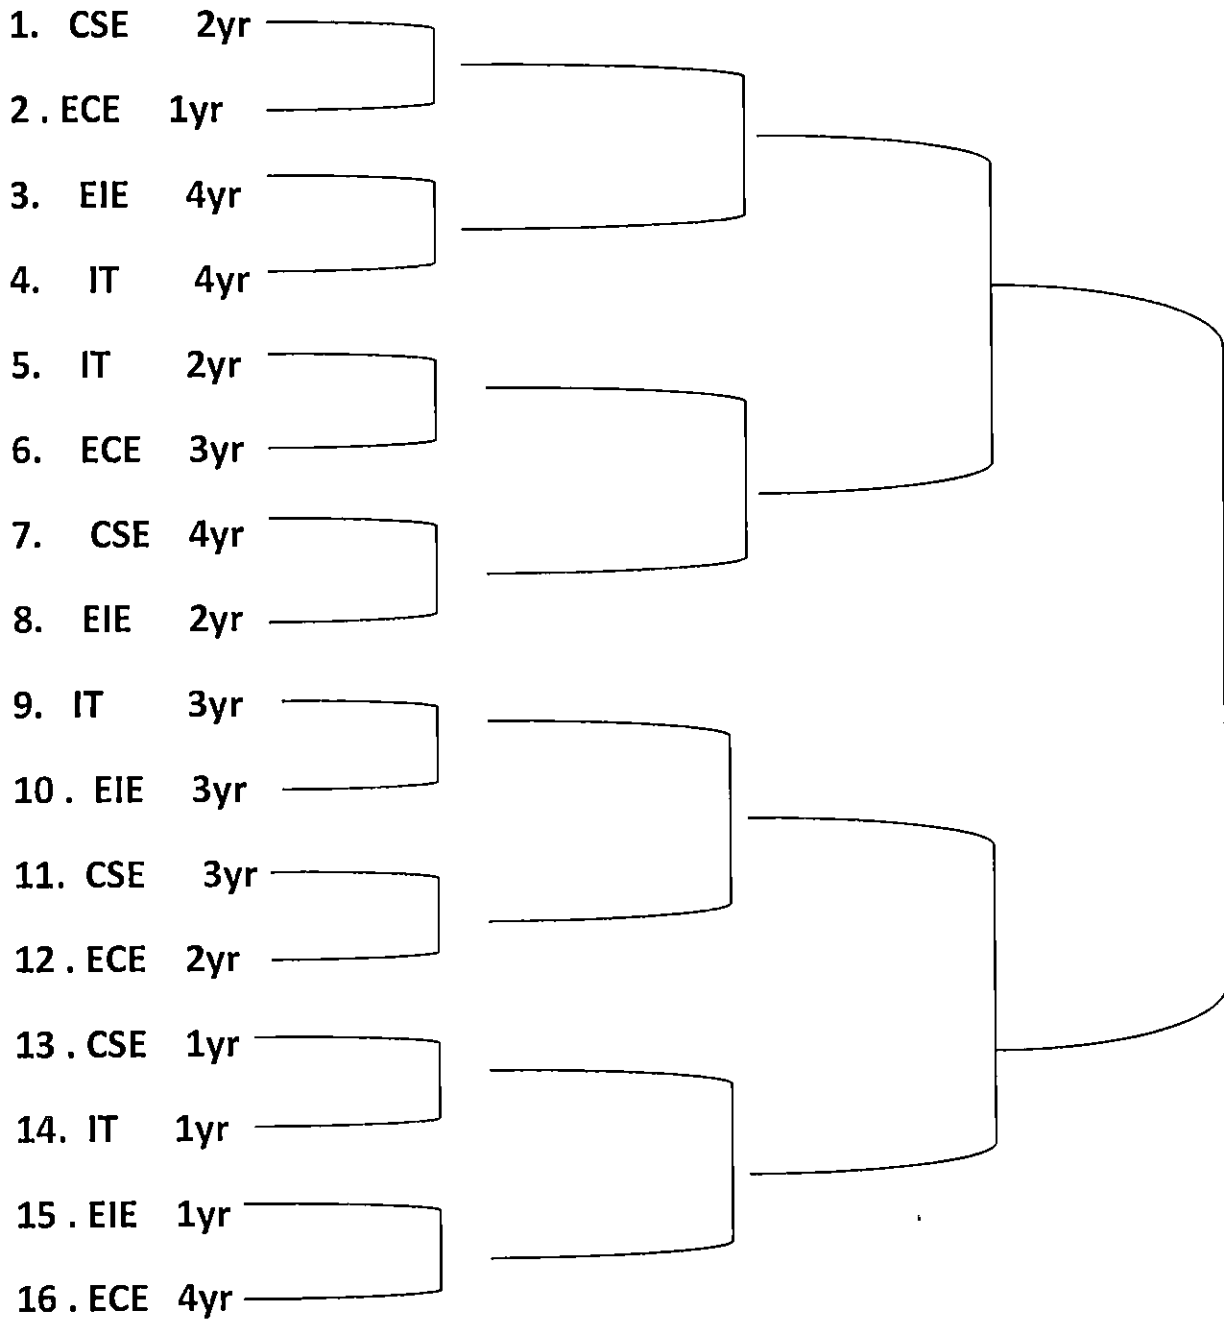 1. CSE 2yr
2 . ECE 1yr
3. EIE 4yr
4. IT 4yr
5. IT 2yr
6. ECE 3yr
7. CSE 4yr
8. EIE 2yr
9. IT 3yr
10 . EIE 3yr
11. CSE 3yr
12 . ECE 2yr
13 . CSE 1yr
14. IT 1yr
15 . EIE 1yr
16 . ECE 4yr